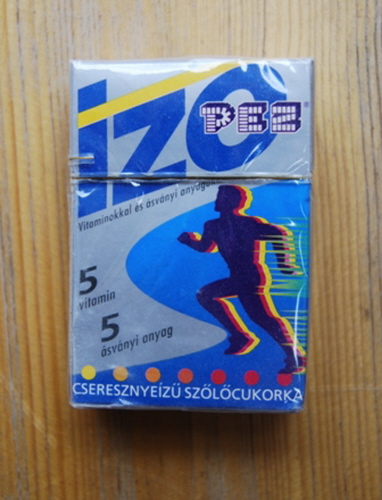 IZO
PEZ
Vitaminokkal és ásványi anyagokkal
5
vitamin
5
ásványi anyag
CSERESZNYEÍZŰ SZŐLŐCUKORKA